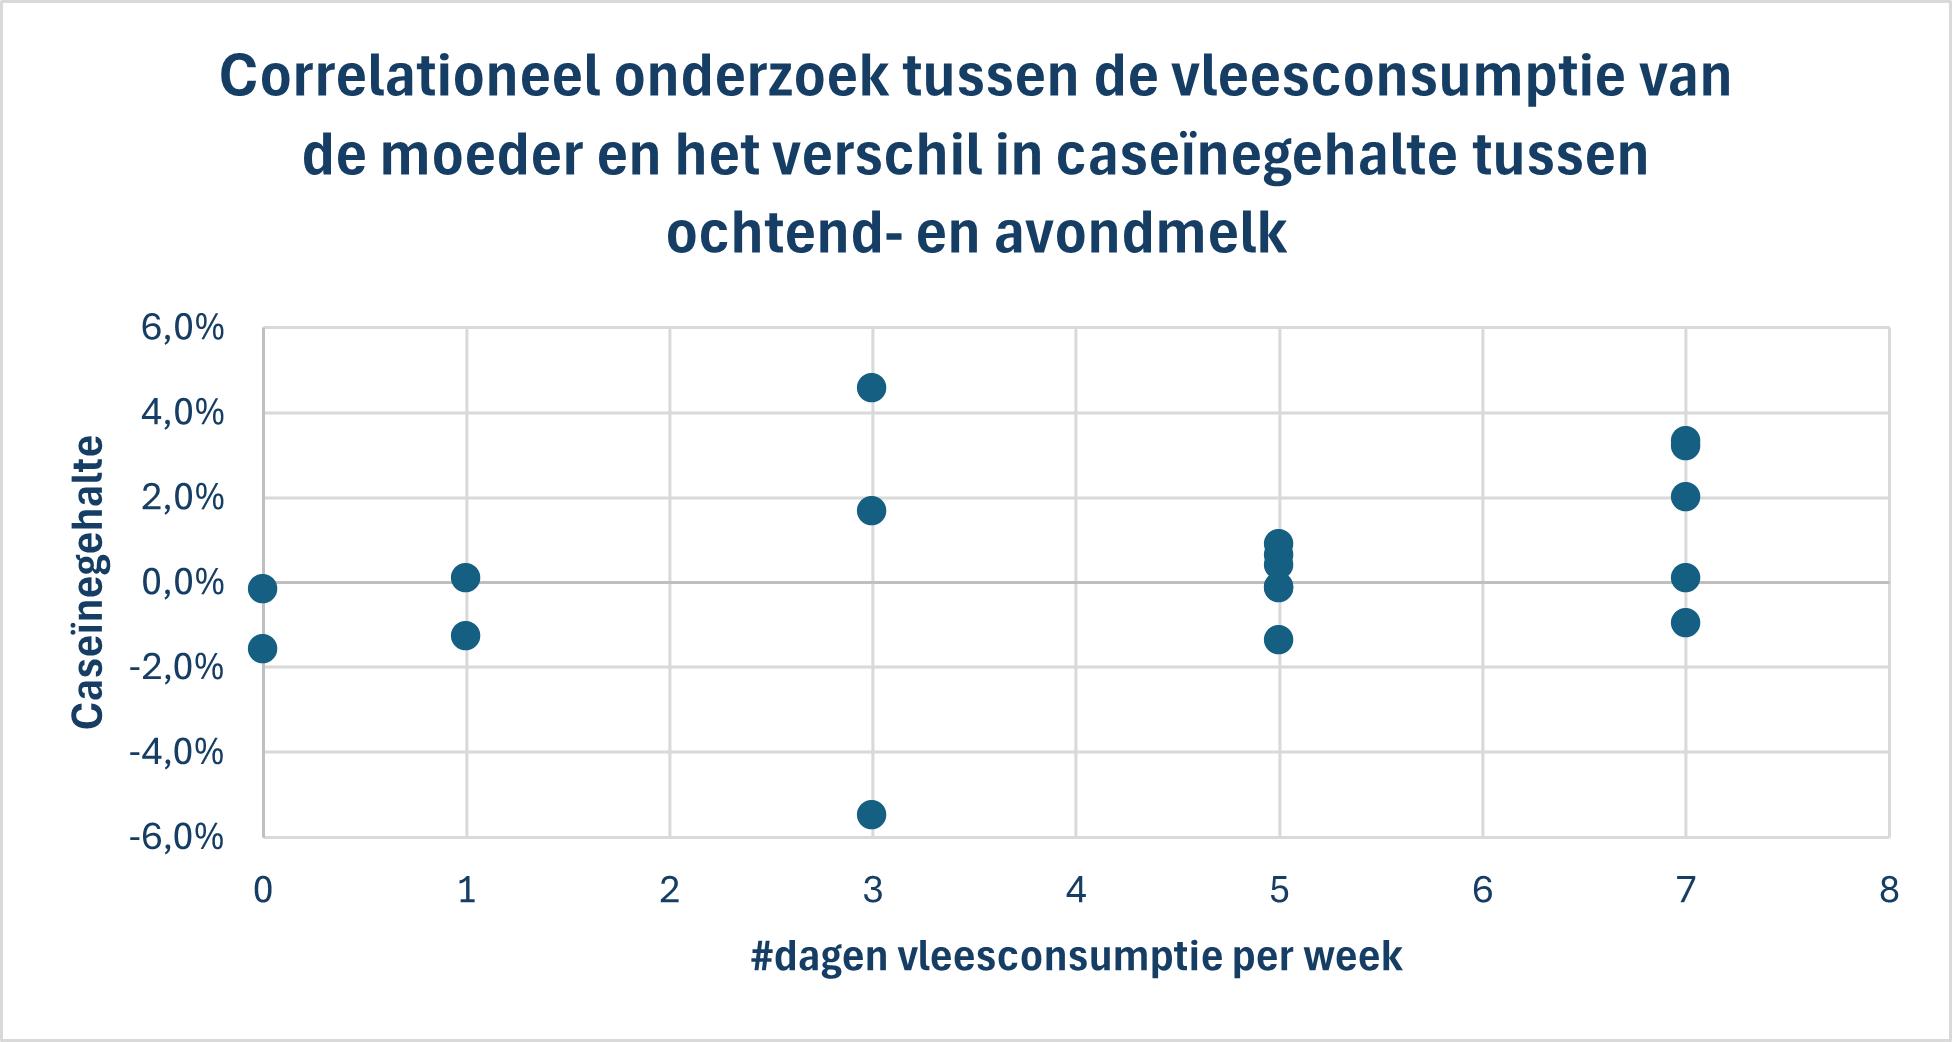 Correlationeel onderzoek tussen de vleesconsumptie van
de moeder en het verschil in caseïnegehalte tussen
ochtend- en avondmelk
Caseïnegehalte
6,0%
4,0%
2,0%
0,0%
-2,0%
-4,0%
-6,0%
0 1 2 3 4 5 6 7 8
#dagen vleesconsumptie per week